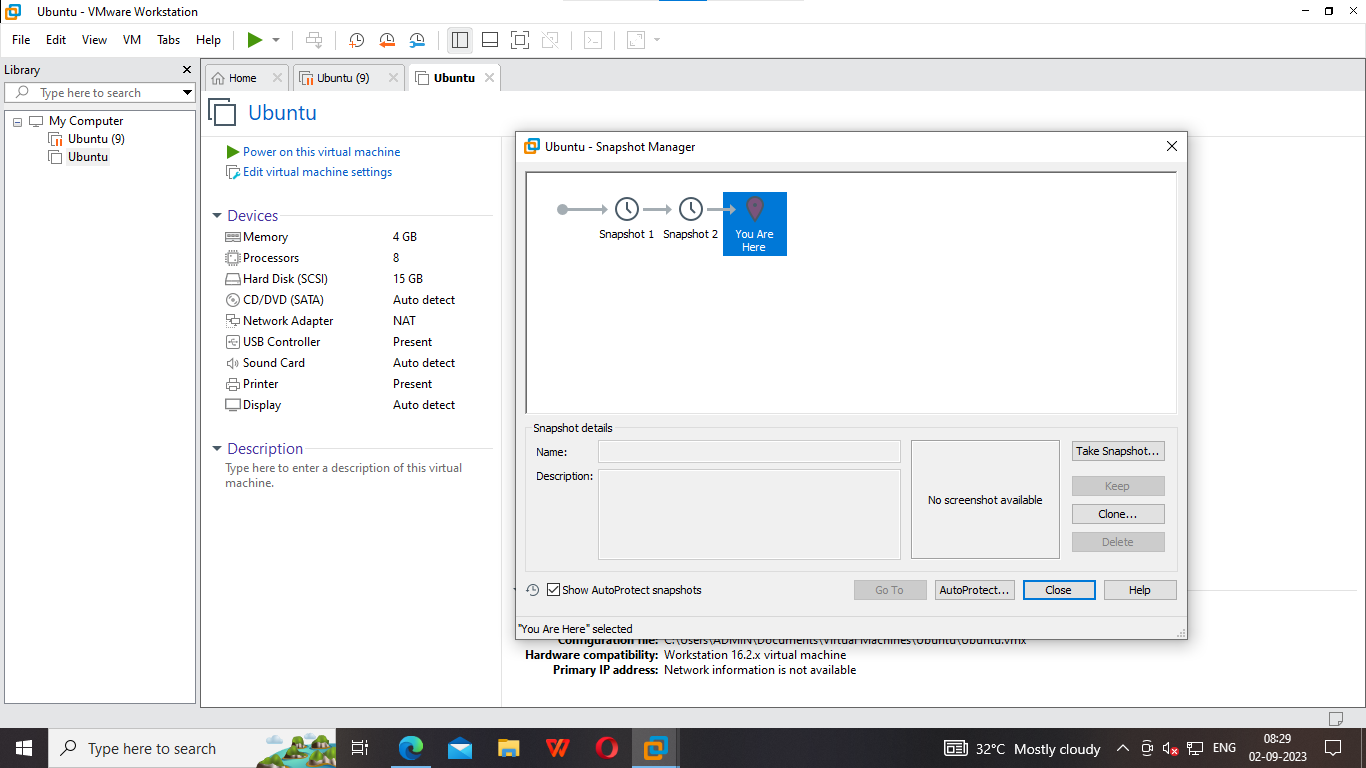 Ubuntu - VMware Workstation
File Edit View VM Tabs Help
Library
Type here to search
My Computer
Ubuntu (9)
Ubuntu
Home
Ubuntu (9)
Ubuntu
Ubuntu
Power on this virtual machine
Edit virtual machine settings
Devices
Memory 4 GB
Processors 8
Hard Disk (SCSI) 15 GB
CD/DVD (SATA) Auto detect
Network Adapter NAT
USB Controller Present
Sound Card Auto detect
Printer Present
Display Auto detect
Description
Type here to enter a description of this virtual
machine.
Ubuntu - Snapshot Manager
Snapshot 1 Snapshot 2 You Are
Here
Snapshot details
Name:
Description:
No screenshot available
Take Snapshot...
Keep
Clone...
Delete
Show AutoProtect snapshots
Go To AutoProtect... Close Help
"You Are Here" selected
Configuration file: C:\Users\ADMIN\Documents\Virtual Machines\Ubuntu\Ubuntu.vmx
Hardware compatibility: Workstation 16.2.x virtual machine
Primary IP address: Network information is not available
Type here to search
32°C Mostly cloudy
ENG
08:29
02-09-2023